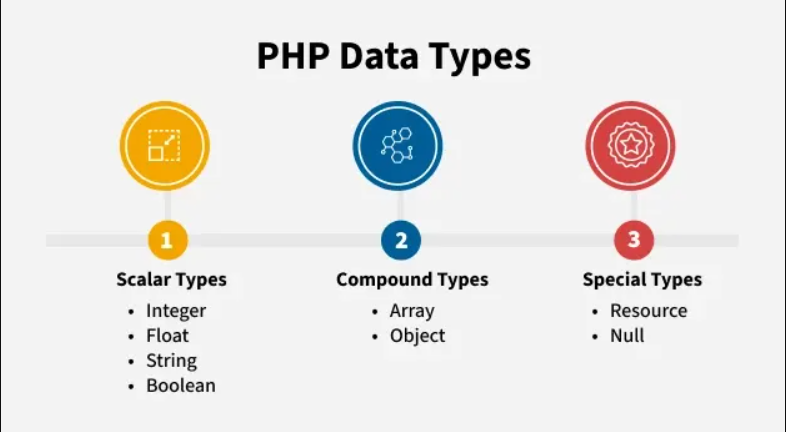 PHP Data Types
1
Scalar Types
• Integer
• Float
• String
• Boolean
2
Compound Types
• Array
• Object
3
Special Types
• Resource
• Null